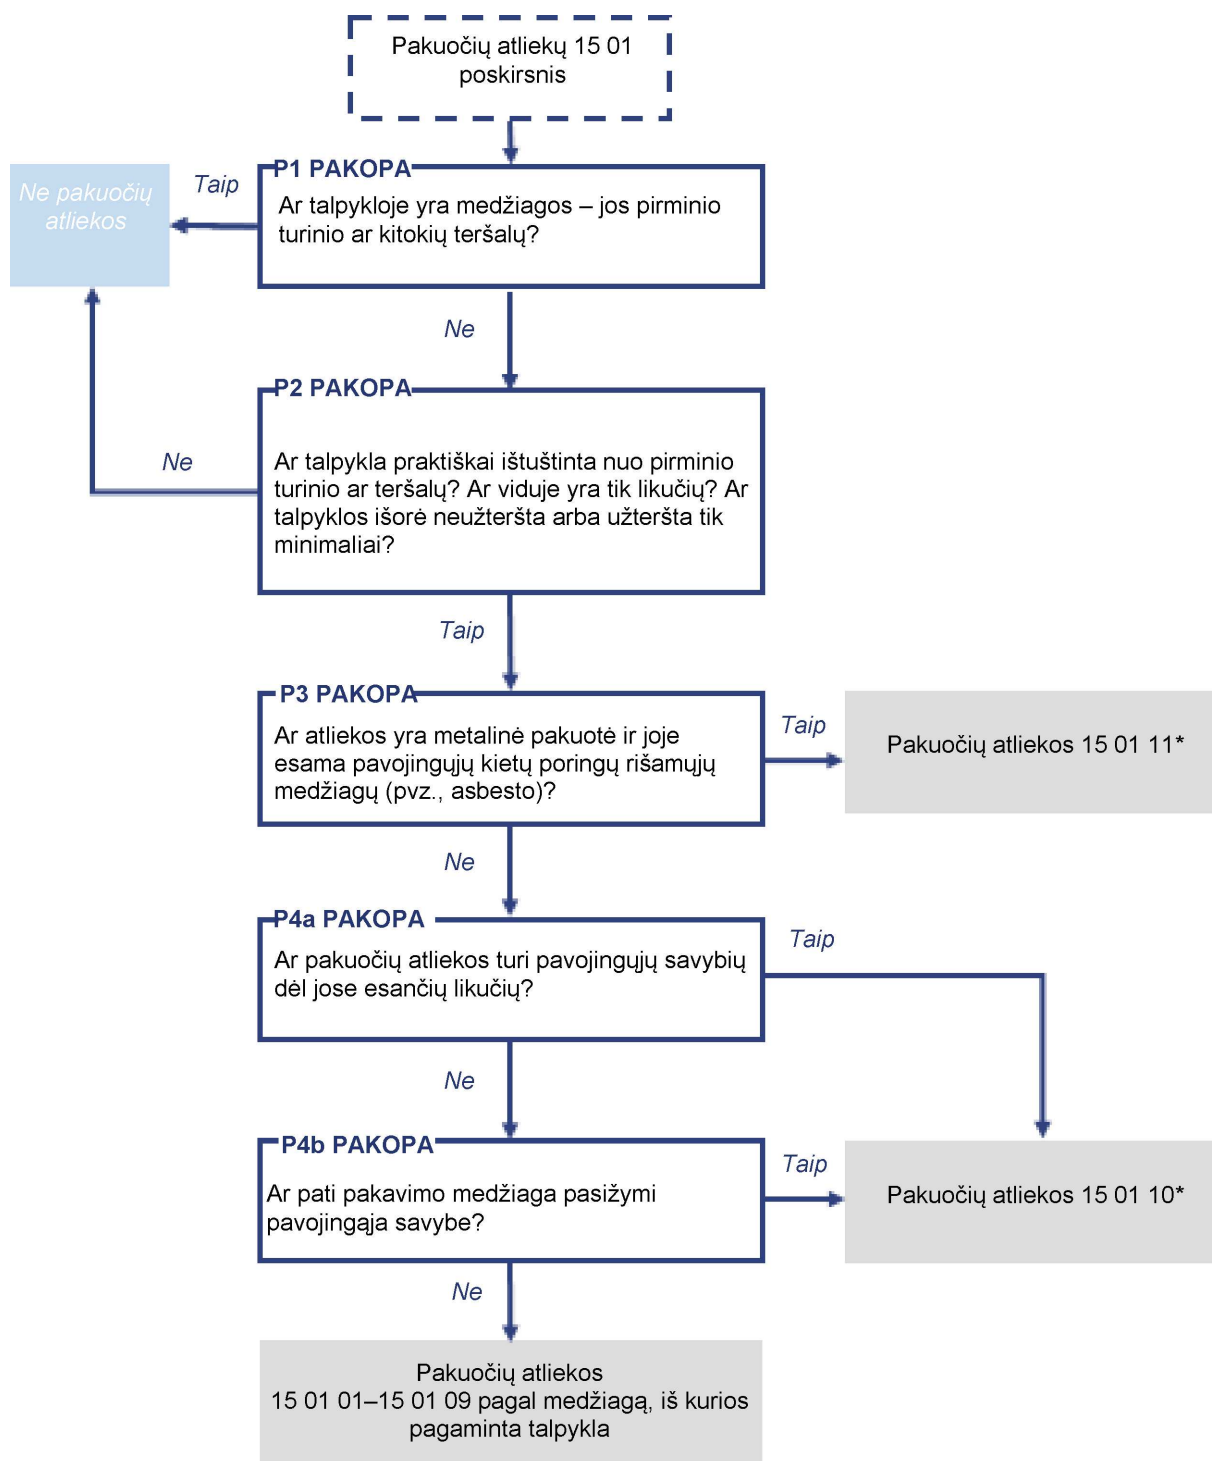 Pakuočių atliekų 15 01
poskirsnis
P1 PAKOPA
Ar talpykloje yra medžiagos – jos pirminio
turinio ar kitokių teršalų?
Taip
Ne pakuočių
atliekos
Ne
P2 PAKOPA
Ar talpykla praktiškai ištuštinta nuo pirminio
turinio ar teršalų? Ar viduje yra tik likučių? Ar
talpyklos išorė neužteršta arba užteršta tik
minimaliai?
Ne
Taip
P3 PAKOPA
Ar atliekos yra metalinė pakuotė ir joje
esama pavojingųjų kietų poringų rišamųjų
medžiagų (pvz., asbesto)?
Taip
Pakuočių atliekos 15 01 11*
Ne
P4a PAKOPA
Ar pakuočių atliekos turi pavojingųjų savybių
dėl jose esančių likučių?
Taip
Ne
P4b PAKOPA
Ar pati pakavimo medžiaga pasižymi
pavojingąja savybe?
Taip
Pakuočių atliekos 15 01 10*
Ne
Pakuočių atliekos
15 01 01–15 01 09 pagal medžiagą, iš kurios
pagaminta talpykla